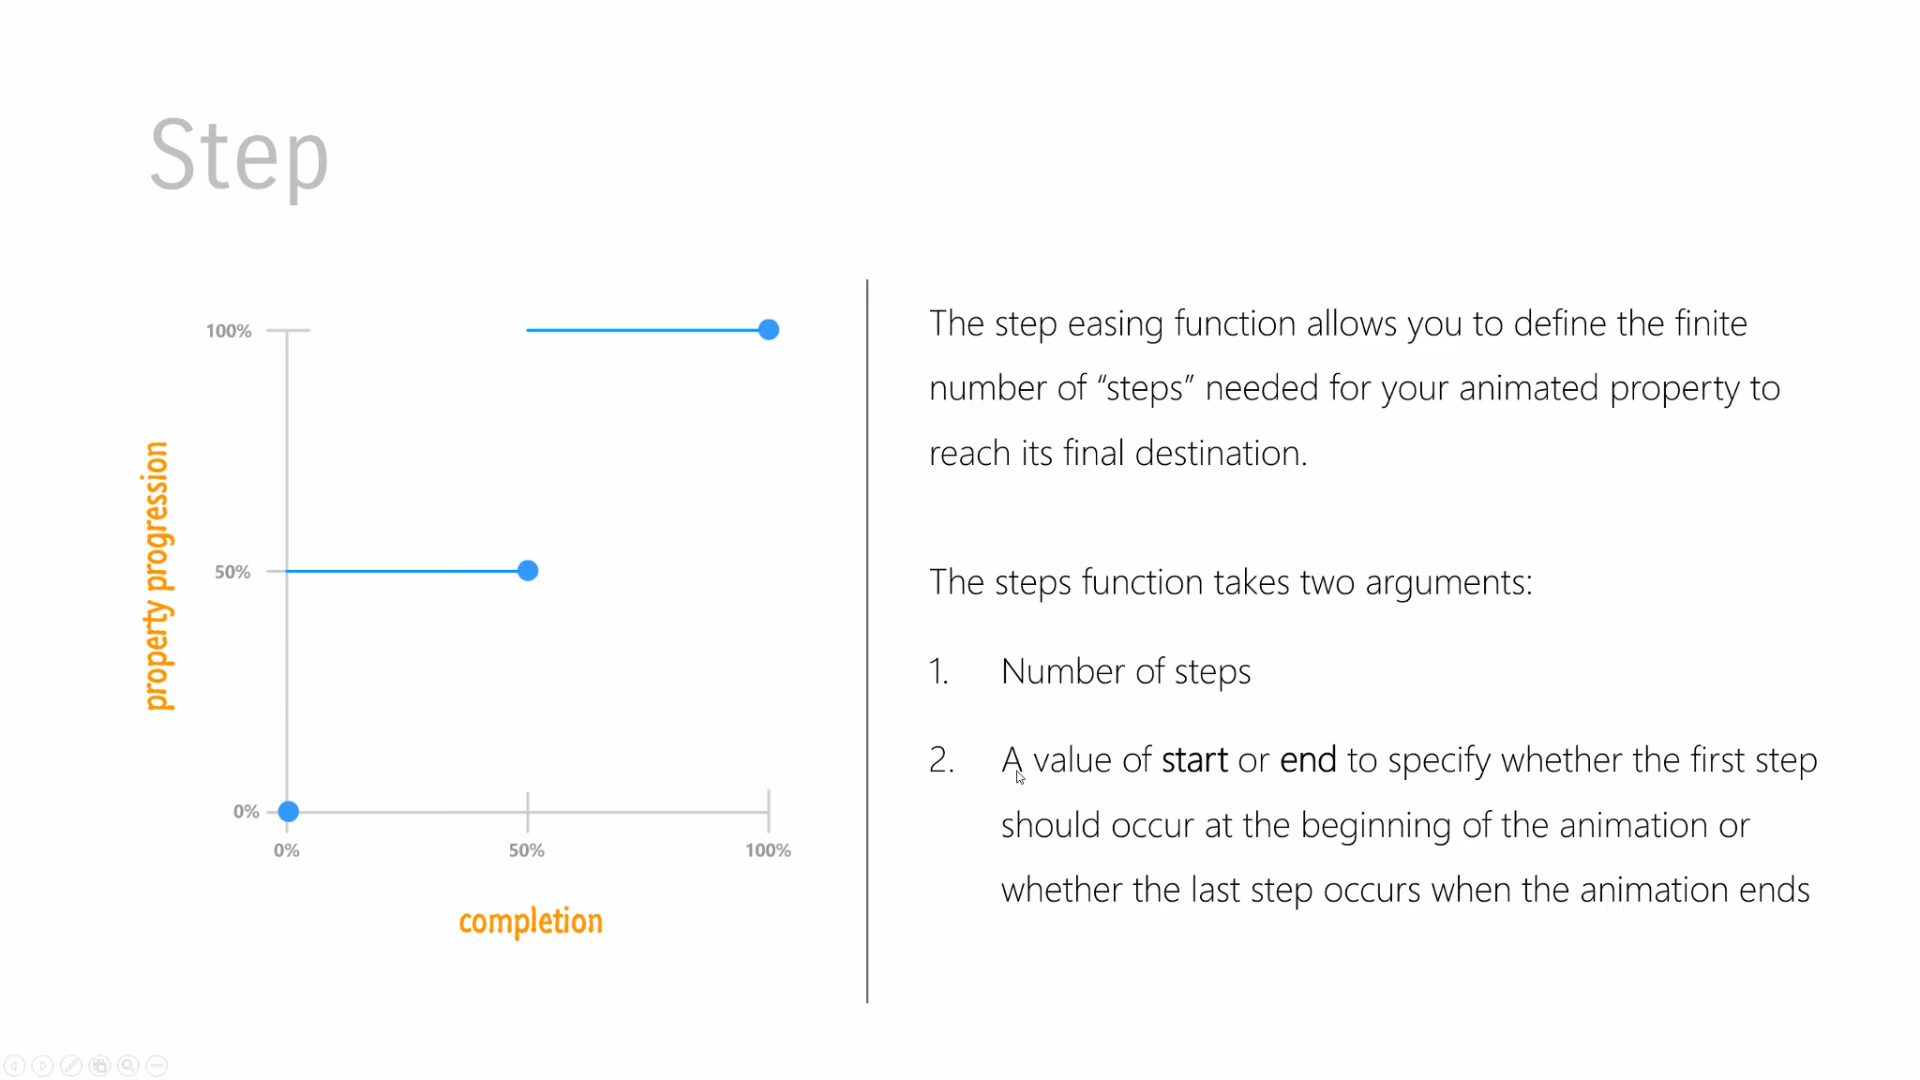 Step
100%
50%
0%
0%
50%
100%
property progression
completion
The step easing function allows you to define the finite
number of “steps” needed for your animated property to
reach its final destination.
The steps function takes two arguments:
1. Number of steps
2. A value of start or end to specify whether the first step
should occur at the beginning of the animation or
whether the last step occurs when the animation ends